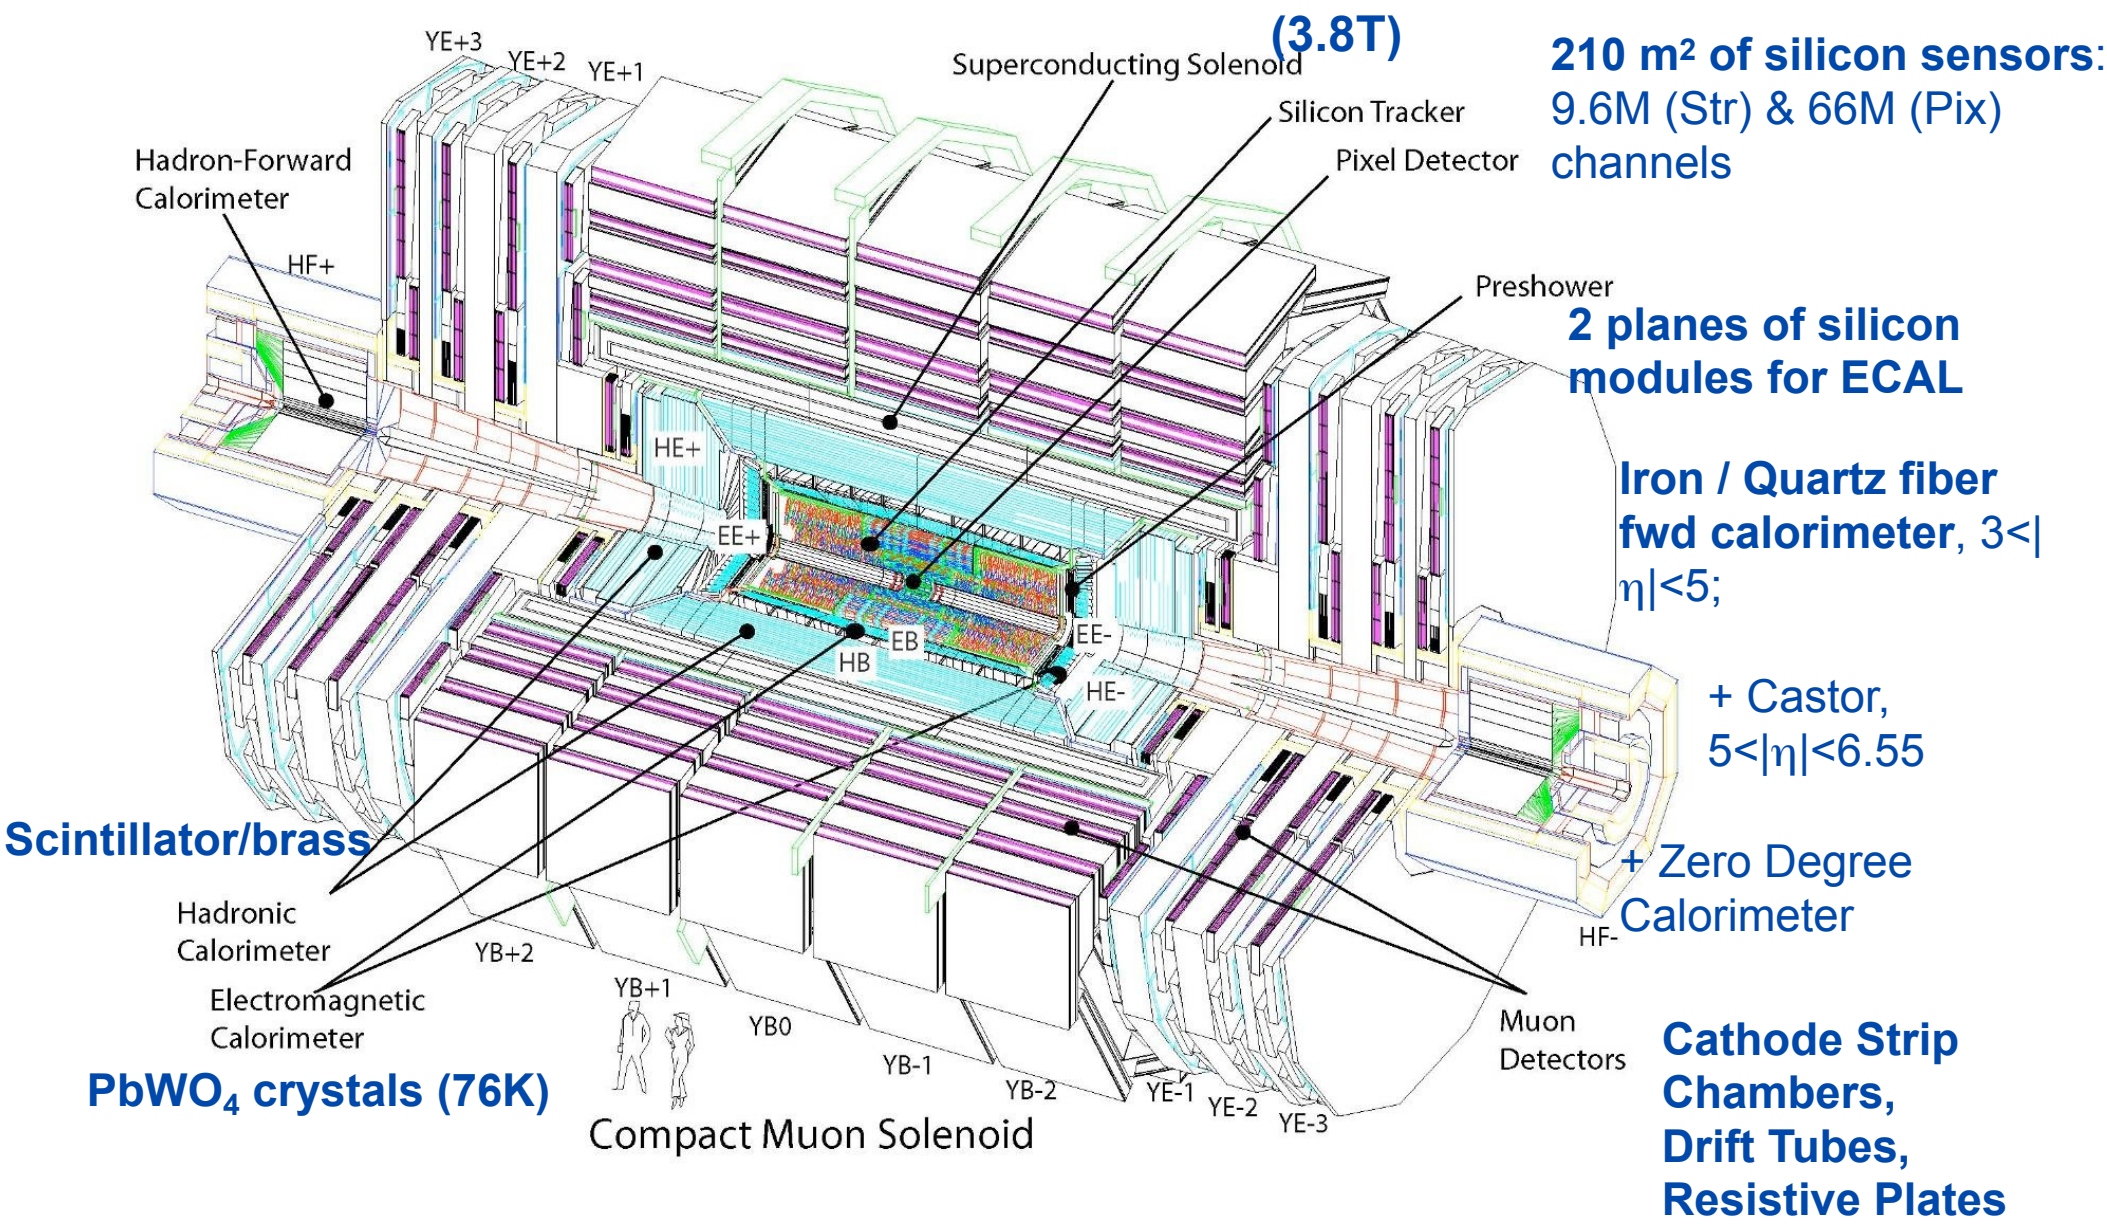 (3.8T)
Superconducting Solenoid
210 m² of silicon sensors:
9.6M (Str) & 66M (Pix)
channels
YE+3
YE+2
YE+1
Silicon Tracker
Pixel Detector
Hadron-Forward
Calorimeter
HF+
Preshower
2 planes of silicon
modules for ECAL
HE+
Iron / Quartz fiber
fwd calorimeter, 3<|
η|<5;
EE+
EB
EE-
HB
HE-
+ Castor,
5<|η|<6.55
Scintillator/brass
+ Zero Degree
Calorimeter
HF-
Hadronic
Calorimeter
YB+2
Electromagnetic
Calorimeter
YB+1
YB0
YB-1
YB-2
YE-1
YE-2
YE-3
Muon
Detectors
PbWO₄ crystals (76K)
Compact Muon Solenoid
Cathode Strip
Chambers,
Drift Tubes,
Resistive Plates